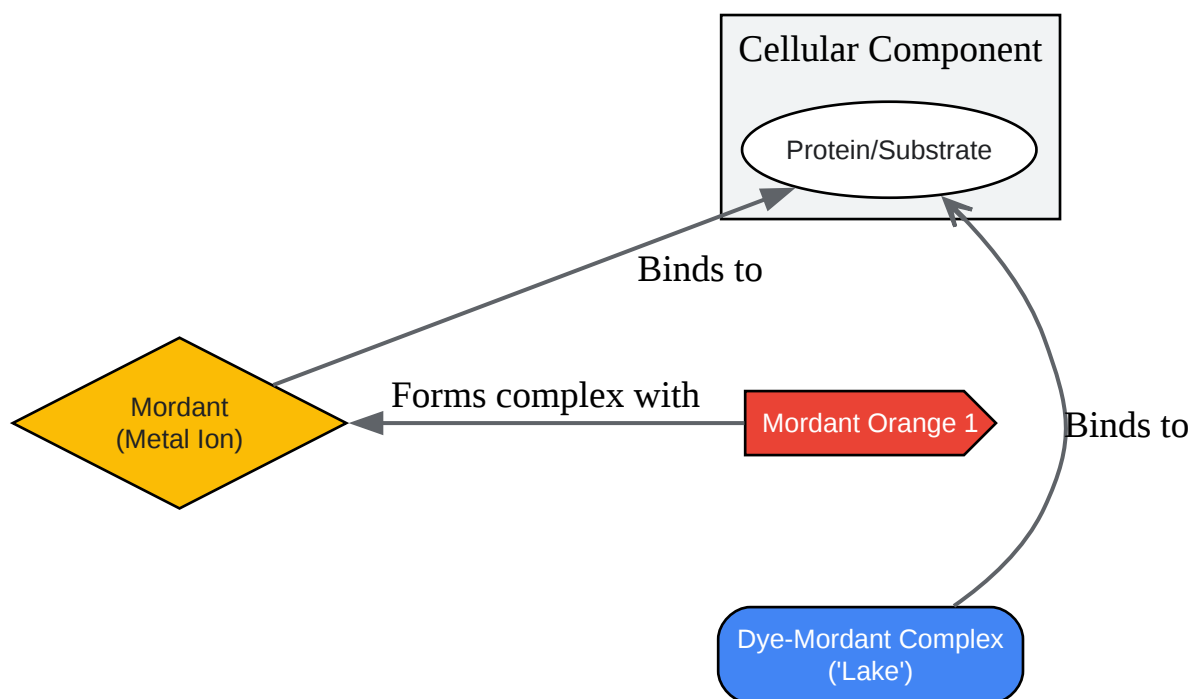 Cellular Component
Protein/Substrate
Binds to
Forms complex with
Mordant
(Metal Ion)
Mordant Orange 1
Binds to
Dye-Mordant Complex
('Lake')